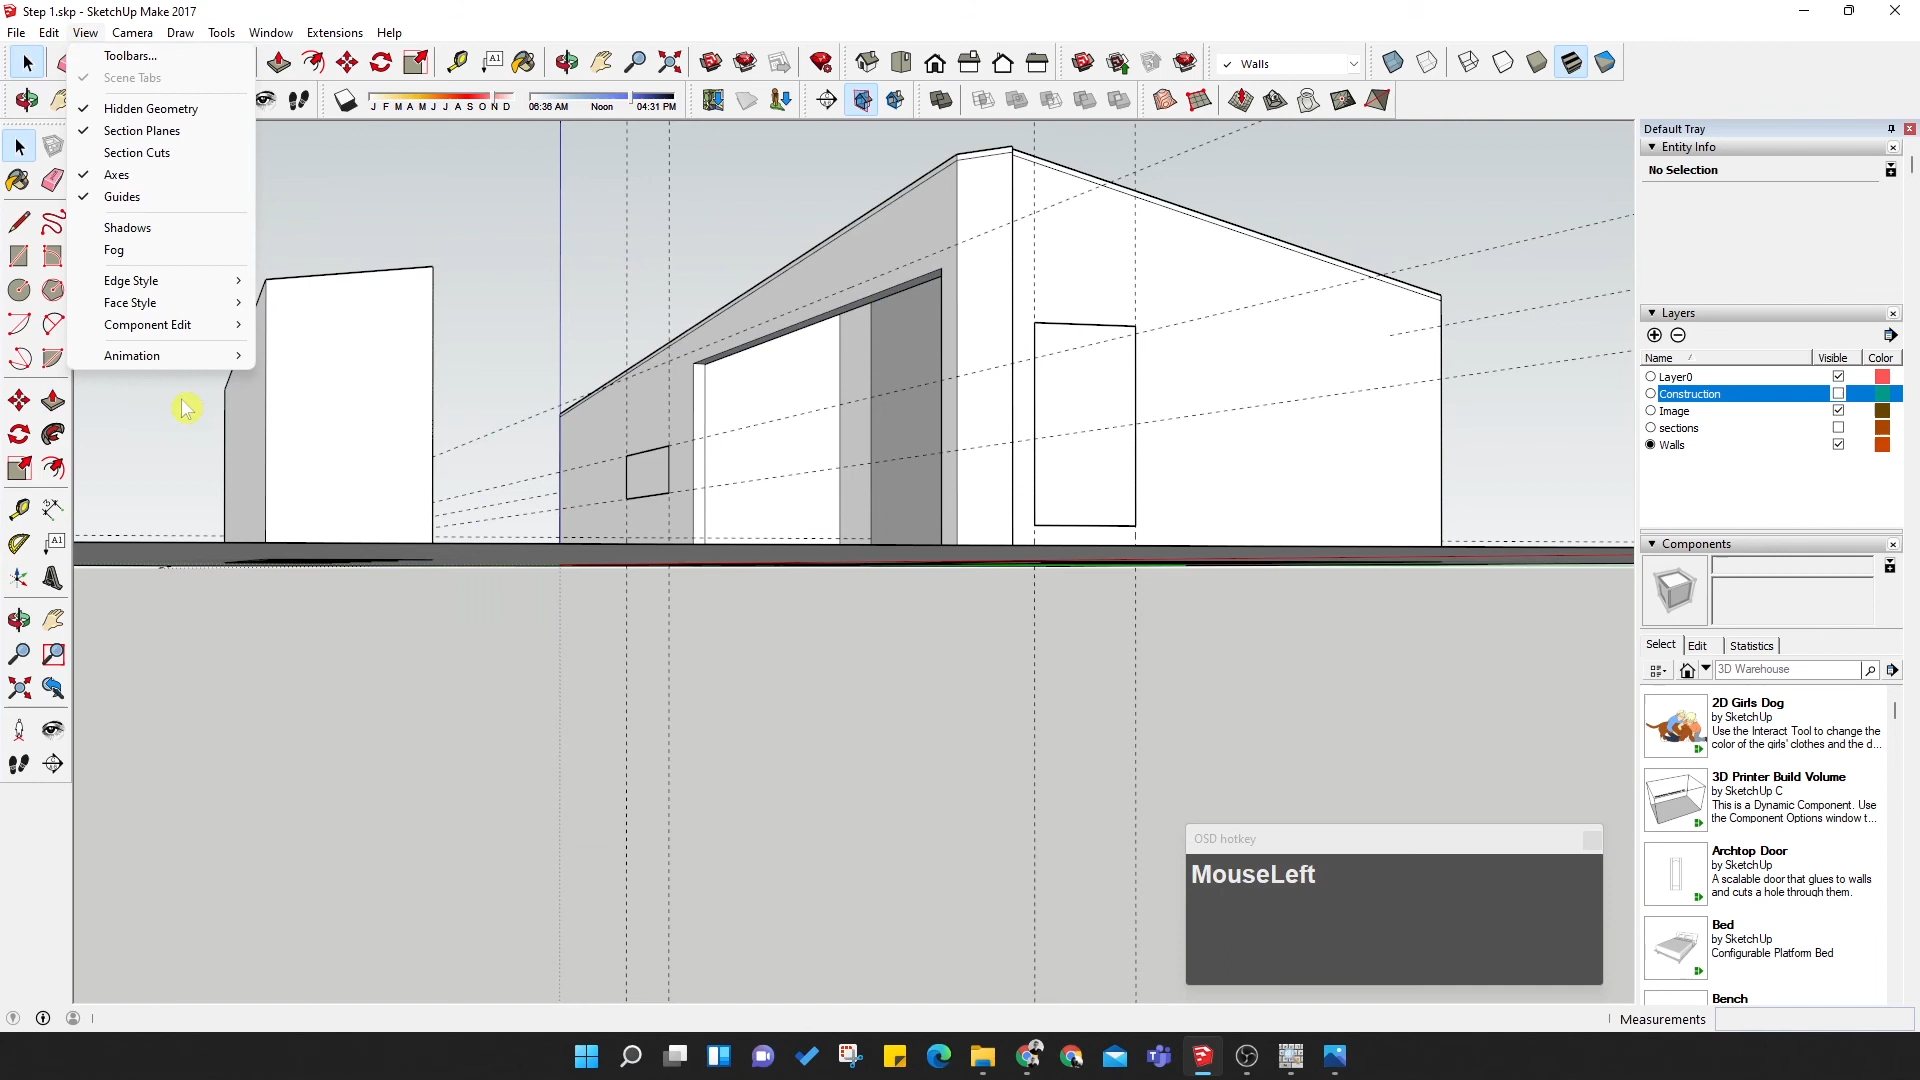 Step 1.skp - SketchUp Make 2017
File Edit View Camera Draw Tools Window Extensions Help
Walls
J F M A M J J A S O N D 06:36 AM Noon 04:31 PM
Toolbars...
Scene Tabs
Hidden Geometry
Section Planes
Section Cuts
Axes
Guides
Shadows
Fog
Edge Style
Face Style
Component Edit
Animation
Default Tray
Entity Info
No Selection
Layers
Name Visible Color
Layer0
Construction
Image
sections
Walls
Components
Select Edit Statistics
3D Warehouse
2D Girls Dog
by SketchUp
Use the Interact Tool to change the
color of the girls' clothes and the d...
3D Printer Build Volume
by SketchUp C
This is a Dynamic Component. Use
the Component Options window t...
Archtop Door
by SketchUp
A scalable door that glues to walls
and cuts a hole through them.
Bed
by SketchUp
Configurable Platform Bed
Bench
OSD hotkey
MouseLeft
Measurements